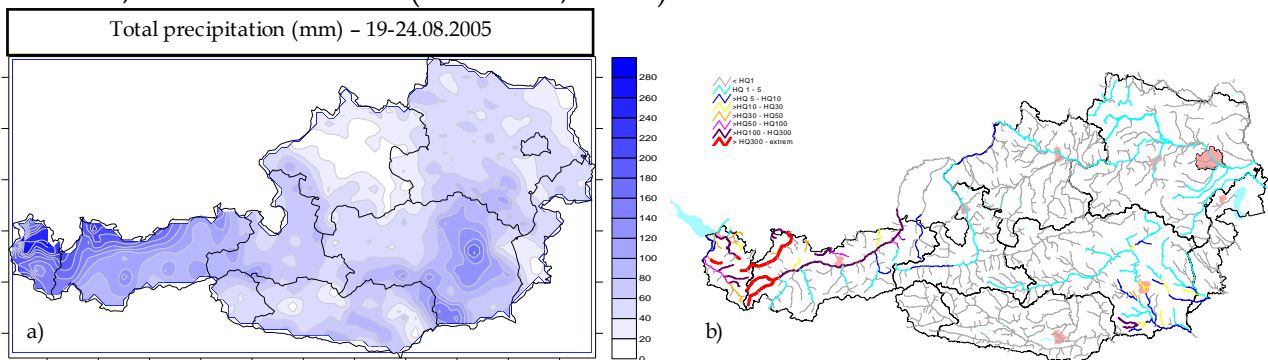 Total precipitation (mm) – 19-24.08.2005
280
260
240
220
200
180
160
140
120
100
80
60
40
20
0
a)
< HQ1
HQ 1 - 5
>HQ 5 - HQ10
>HQ10 - HQ30
>HQ30 - HQ50
>HQ50 - HQ100
>HQ100 - HQ300
> HQ300 - extrem
b)